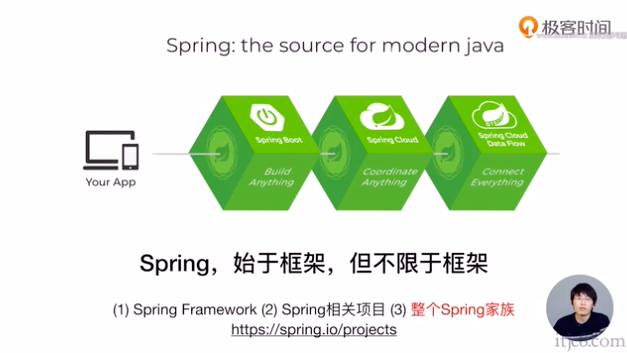 极客时间
Spring: the source for modern java
Spring Boot
Spring Cloud
Spring Cloud
Data Flow
Build
Anything
Coordinate
Anything
Connect
Everything
Your App
Spring，始于框架，但不限于框架
(1) Spring Framework (2) Spring相关项目 (3) 整个Spring家族
https://spring.io/projects